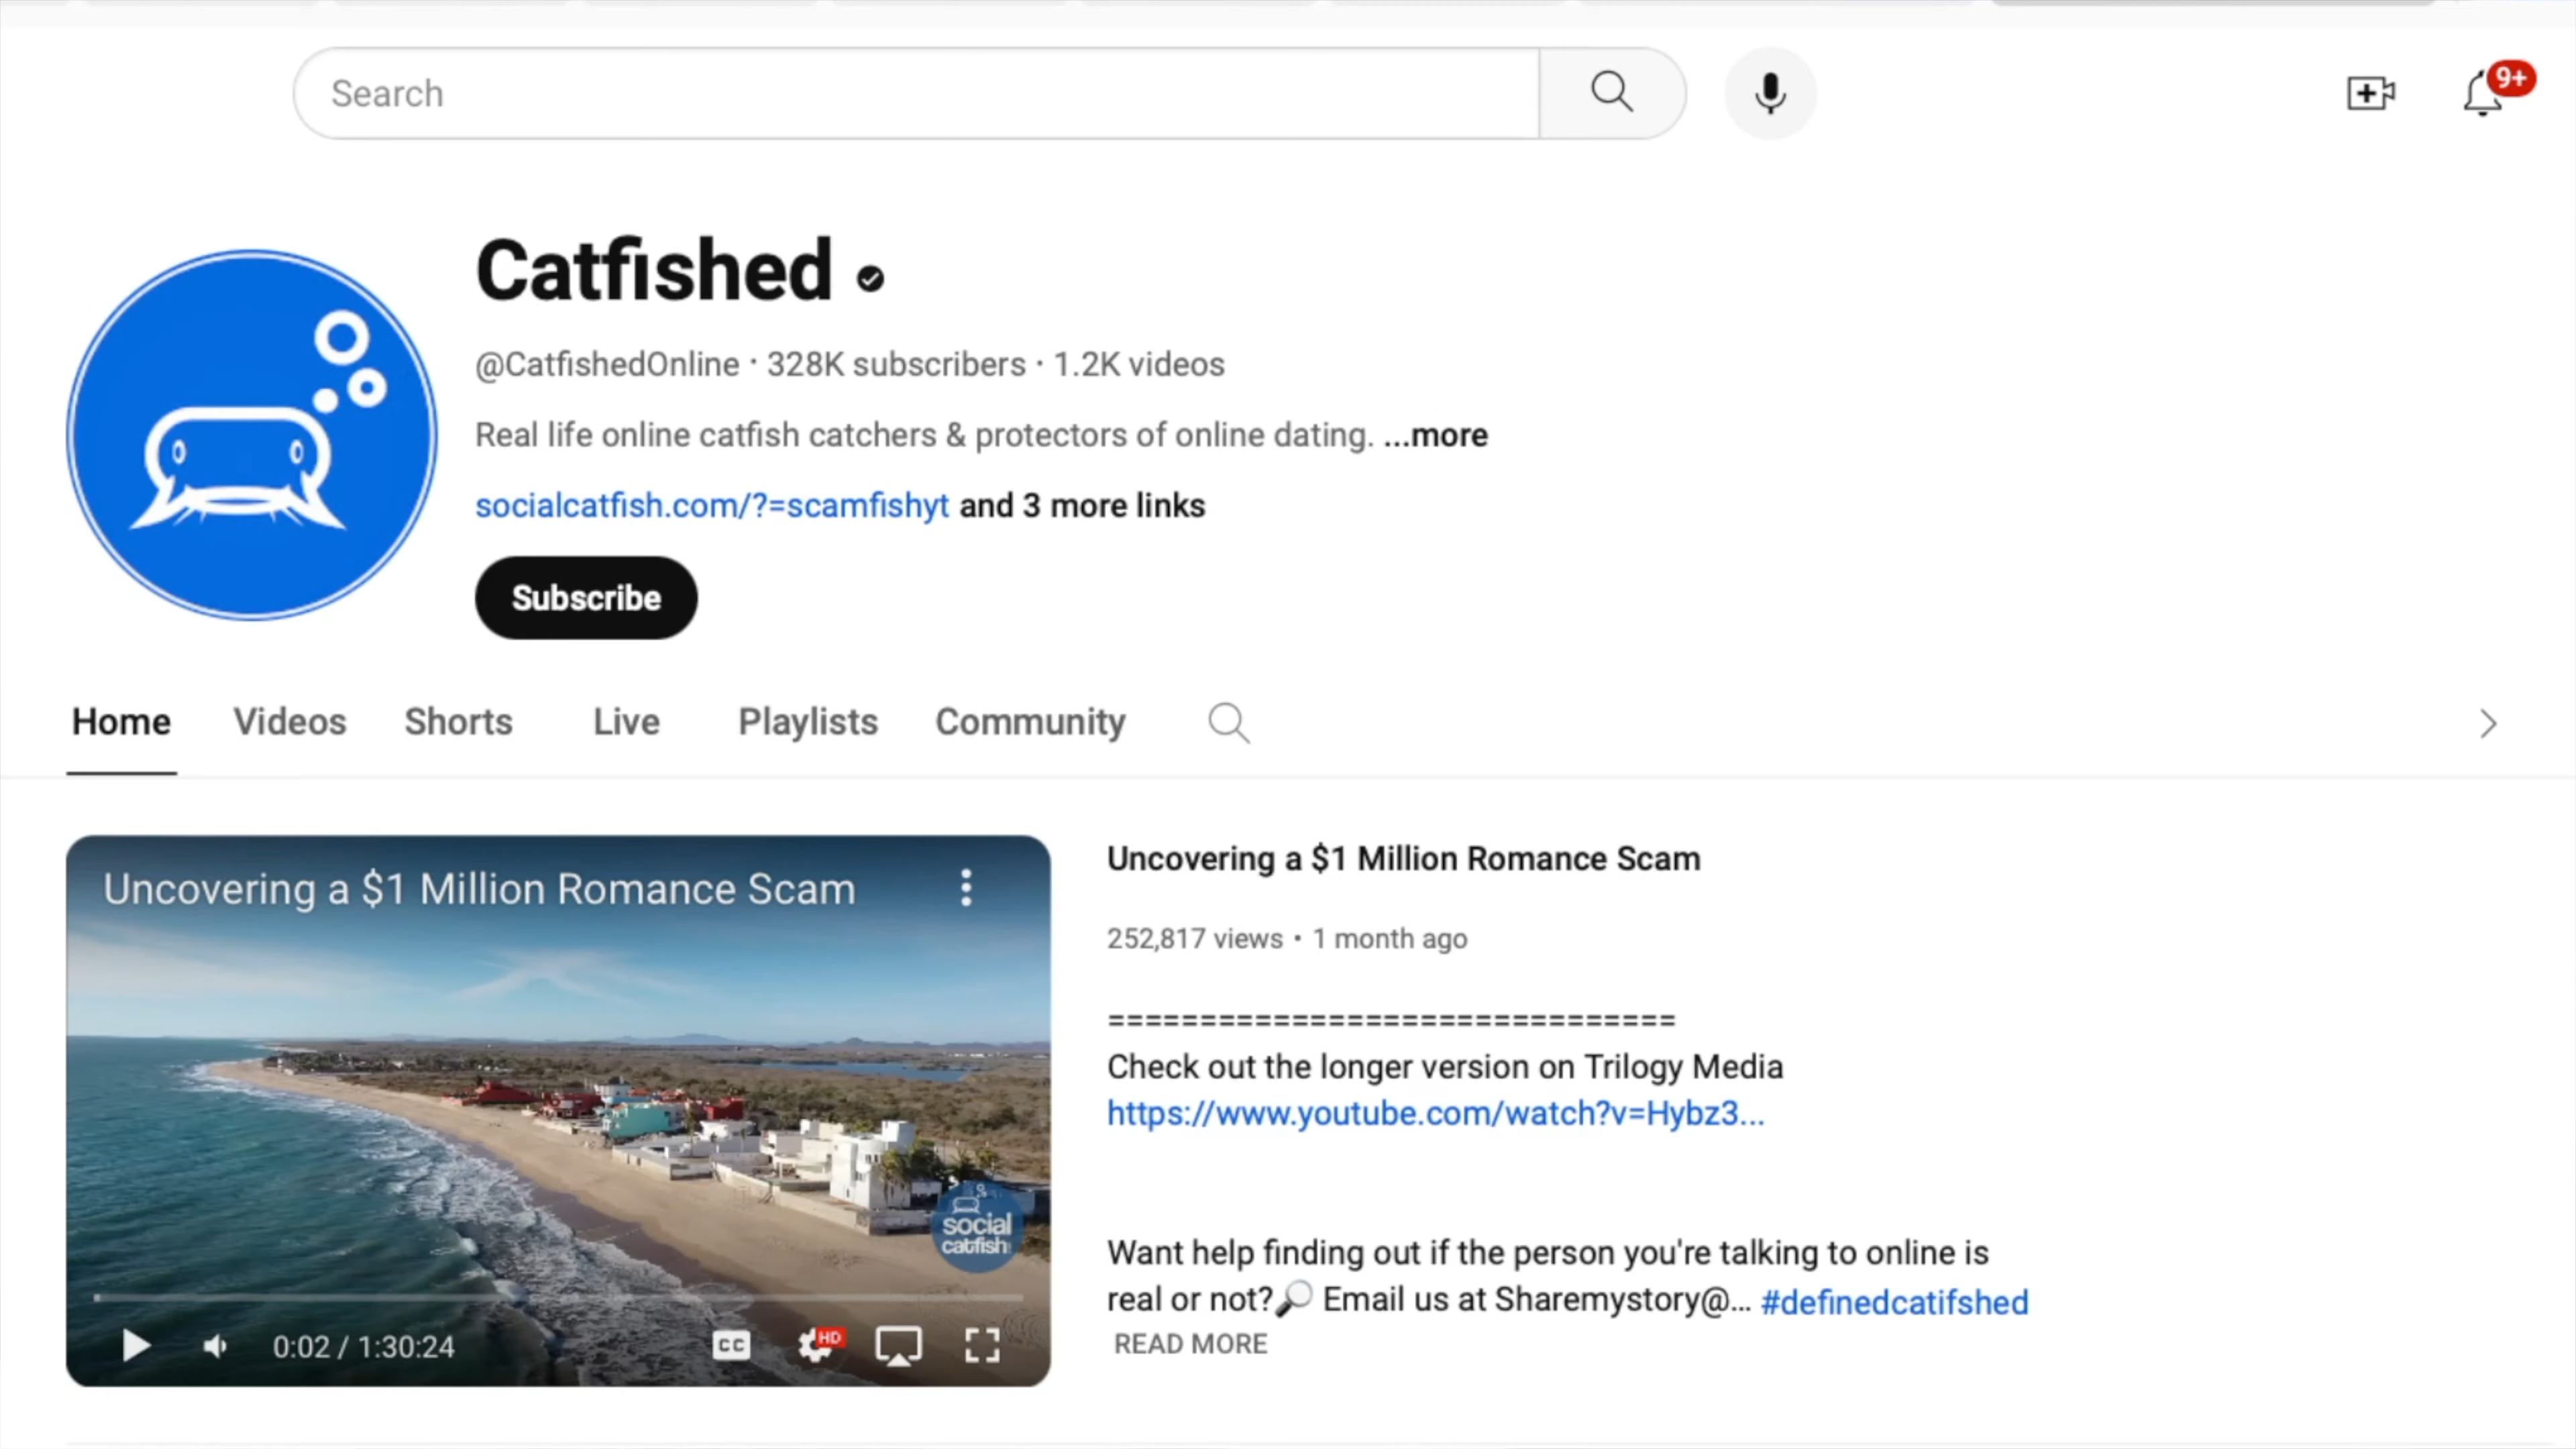 Search
9+
Catfished
@CatfishedOnline · 328K subscribers · 1.2K videos
Real life online catfish catchers & protectors of online dating. ...more
socialcatfish.com/?=scamfishyt and 3 more links
Subscribe
Home Videos Shorts Live Playlists Community
Uncovering a $1 Million Romance Scam
social
catfish
0:02 / 1:30:24
CC
HD
Uncovering a $1 Million Romance Scam
252,817 views • 1 month ago
===============================
Check out the longer version on Trilogy Media
https://www.youtube.com/watch?v=Hybz3...
Want help finding out if the person you're talking to online is
real or not?🔎 Email us at Sharemystory@... #definedcatifshed
READ MORE